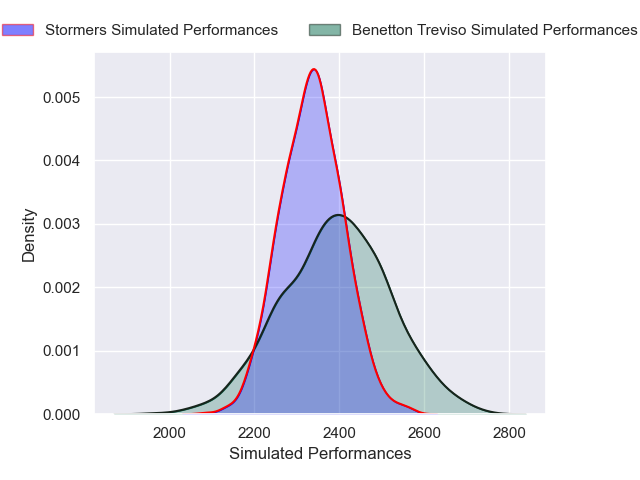 Stormers Simulated Performances Benetton Treviso Simulated Performances
0.005
0.004
0.003
0.002
0.001
0.000
Density
2000 2200 2400 2600 2800
Simulated Performances